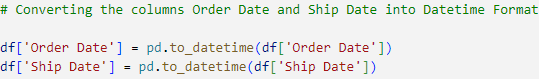 # Converting the columns Order Date and Ship Date into Datetime Format
df['Order Date'] = pd.to_datetime(df['Order Date'])
df['Ship Date'] = pd.to_datetime(df['Ship Date'])